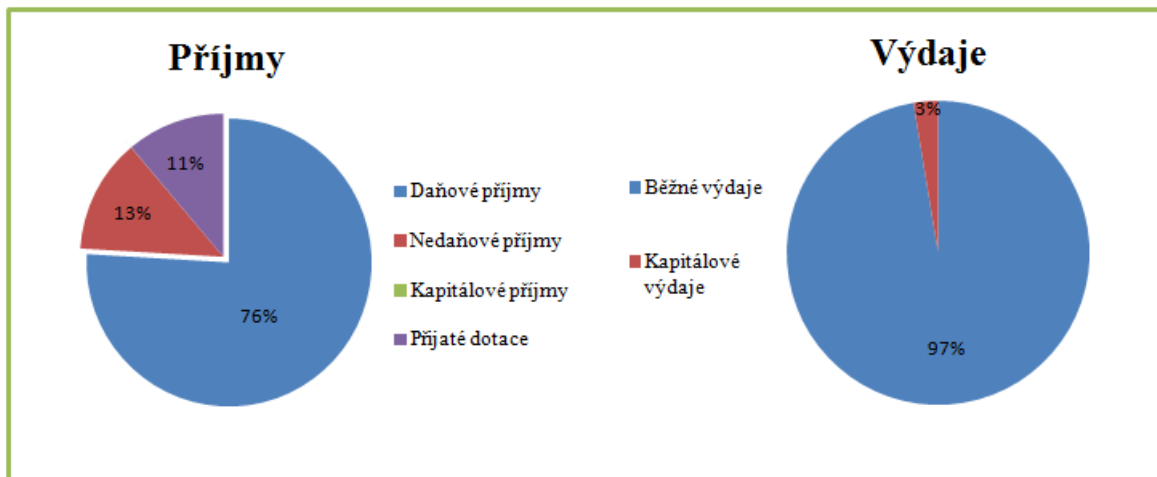 Příjmy
11%
13%
76%
Daňové příjmy
Nedaňové příjmy
Kapitálové příjmy
Přijaté dotace
Výdaje
3%
97%
Běžné výdaje
Kapitálové
výdaje